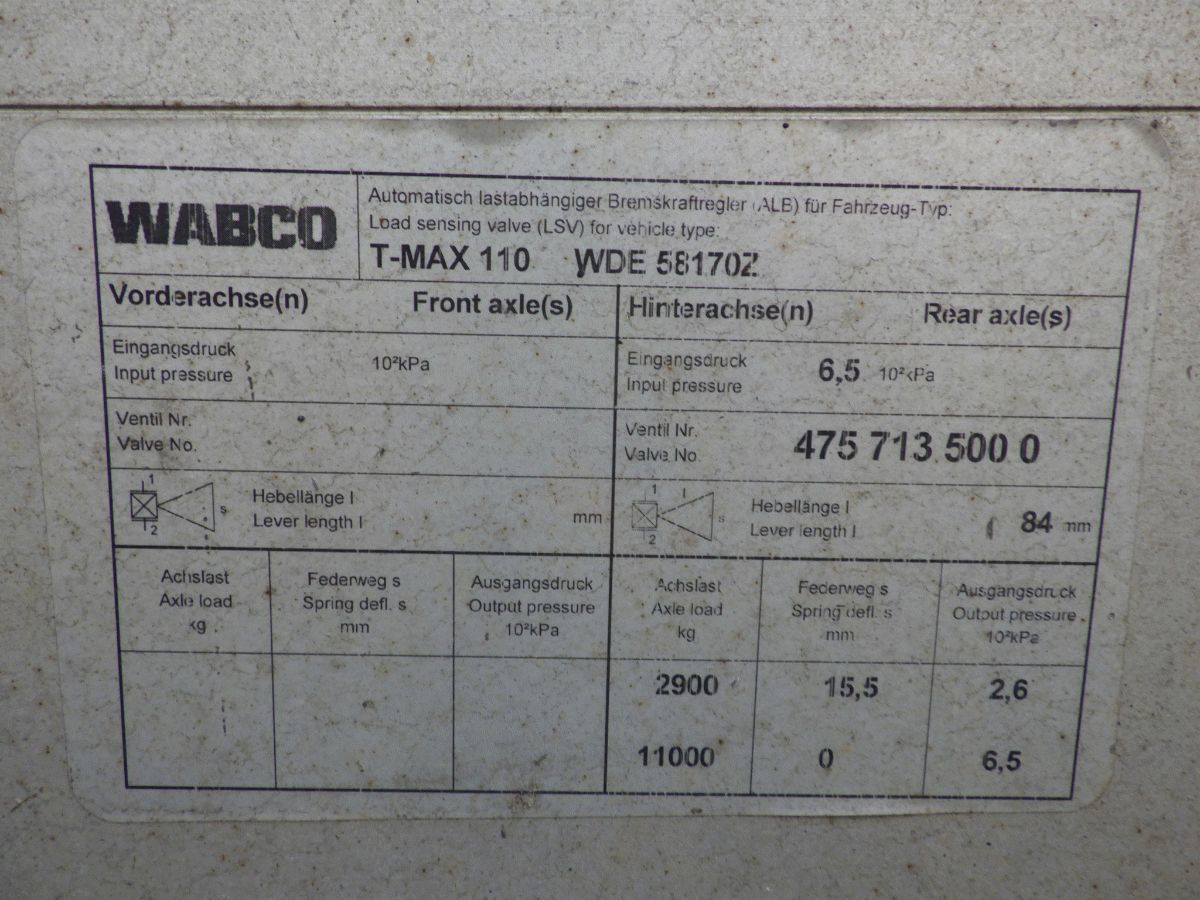 WABCO
Automatisch lastabhängiger Bremskraftregler (ALB) für Fahrzeug-Typ:
Load sensing valve (LSV) for vehicle type:
T-MAX 110 WDE 58170Z
Vorderachse(n) Front axle(s)
Hinterachse(n) Rear axle(s)
Eingangsdruck
Input pressure
10²kPa
Eingangsdruck
Input pressure
6,5 10²kPa
Ventil Nr.
Valve No.
Ventil Nr.
Valve No.
475 713 500 0
1
s
2
Hebellänge l
Lever length l
mm
1
l
s
2
Hebellänge l
Lever length l
84 mm
Achslast
Axle load
kg
Federweg s
Spring defl. s
mm
Ausgangsdruck
Output pressure
10²kPa
Achslast
Axle load
kg
Federweg s
Spring defl. s
mm
Ausgangsdruck
Output pressure
10²kPa
2900 15,5 2,6
11000 0 6,5